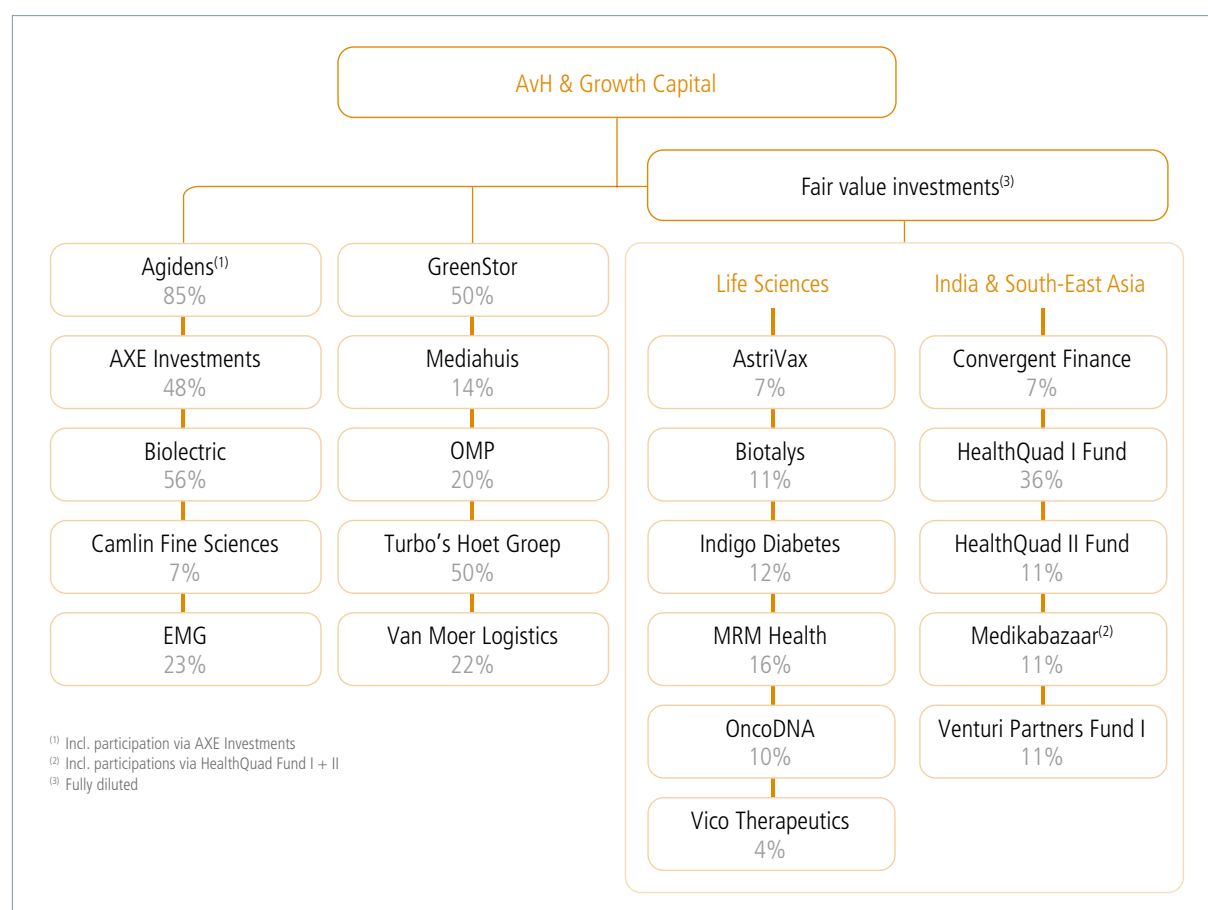 AvH & Growth Capital
Fair value investments(3)
Agidens(1)
85%
AXE Investments
48%
Biolectric
56%
Camlin Fine Sciences
7%
EMG
23%
GreenStor
50%
Mediahuis
14%
OMP
20%
Turbo’s Hoet Groep
50%
Van Moer Logistics
22%
Life Sciences
AstriVax
7%
Biotalys
11%
Indigo Diabetes
12%
MRM Health
16%
OncoDNA
10%
Vico Therapeutics
4%
India & South-East Asia
Convergent Finance
7%
HealthQuad I Fund
36%
HealthQuad II Fund
11%
Medikabazaar(2)
11%
Venturi Partners Fund I
11%
(1) Incl. participation via AXE Investments
(2) Incl. participations via HealthQuad Fund I + II
(3) Fully diluted